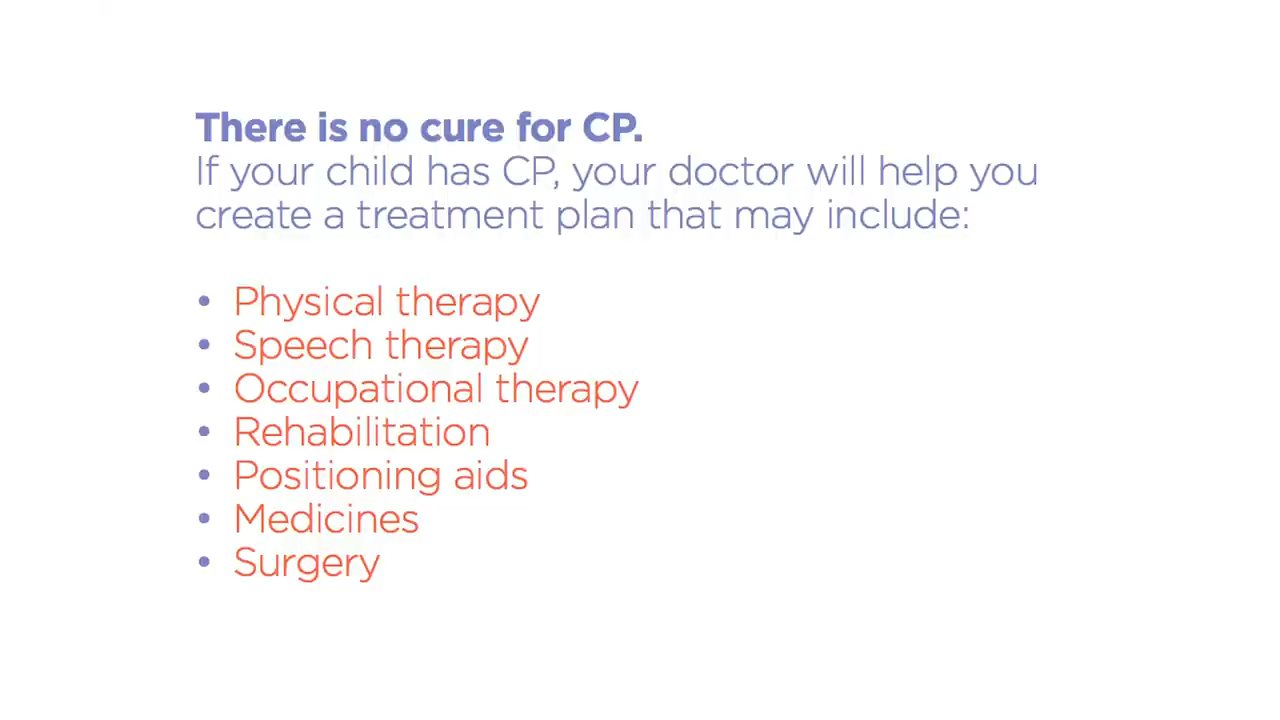 There is no cure for CP.
If your child has CP, your doctor will help you
create a treatment plan that may include:
• Physical therapy
• Speech therapy
• Occupational therapy
• Rehabilitation
• Positioning aids
• Medicines
• Surgery